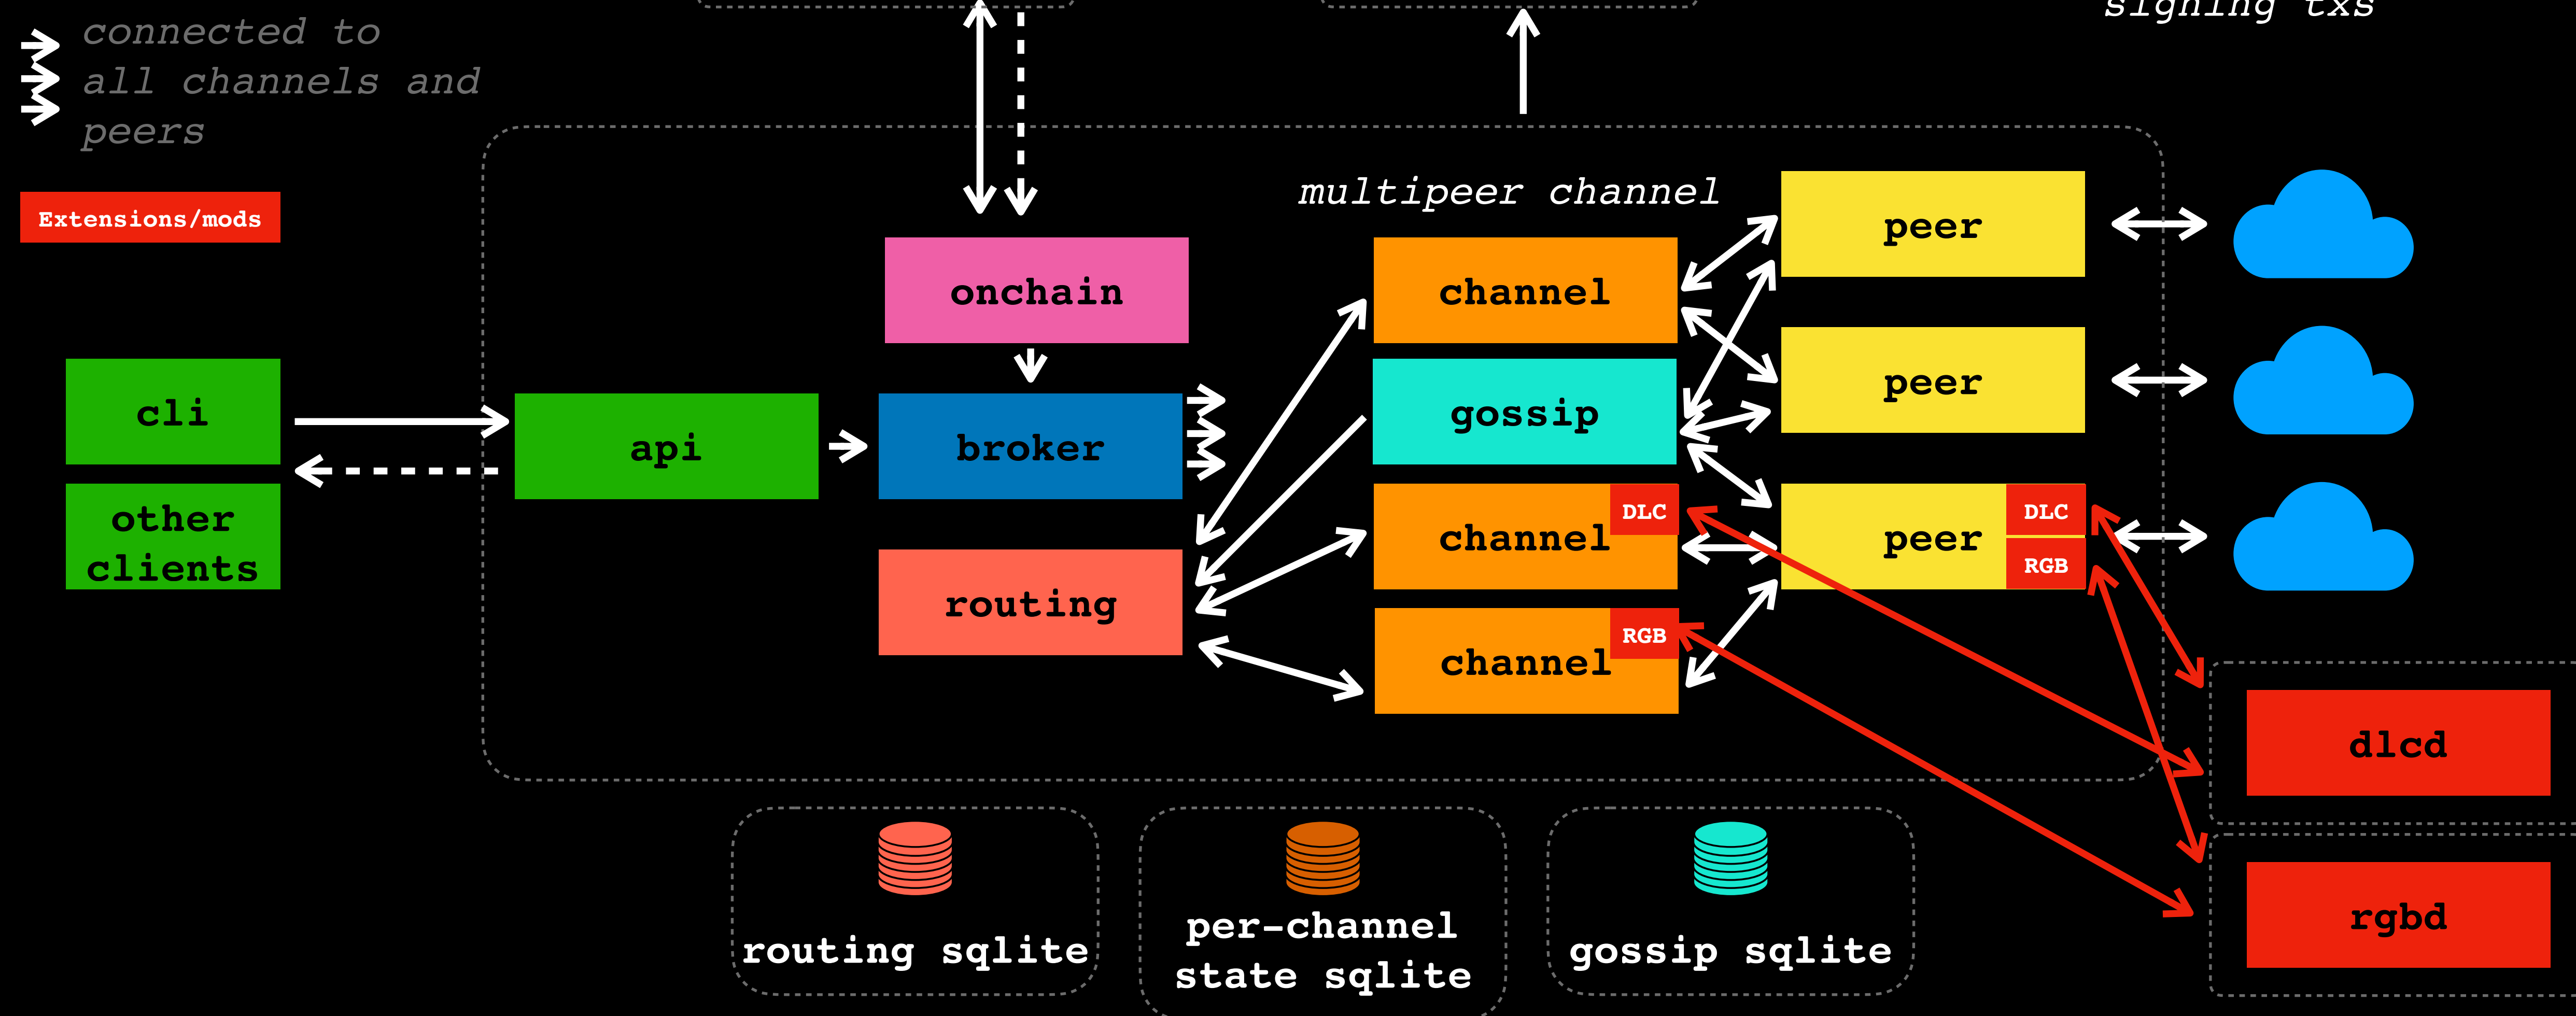 signing txs
connected to
all channels and
peers
Extensions/mods
multipeer channel
onchain
channel
peer
cli
api
broker
gossip
peer
other
clients
routing
channel
DLC
peer
DLC
RGB
channel
RGB
dlcd
rgbd
routing sqlite
per-channel
state sqlite
gossip sqlite